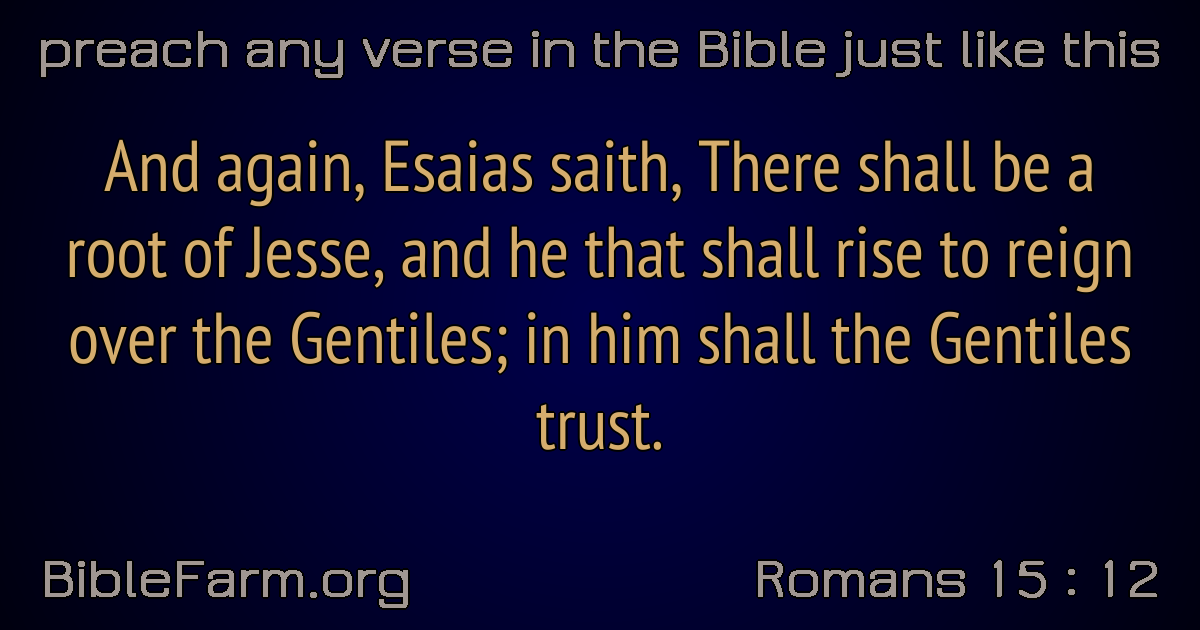 preach any verse in the Bible just like this
And again, Esaias saith, There shall be a
root of Jesse, and he that shall rise to reign
over the Gentiles; in him shall the Gentiles
trust.
BibleFarm.org
Romans 15 : 12